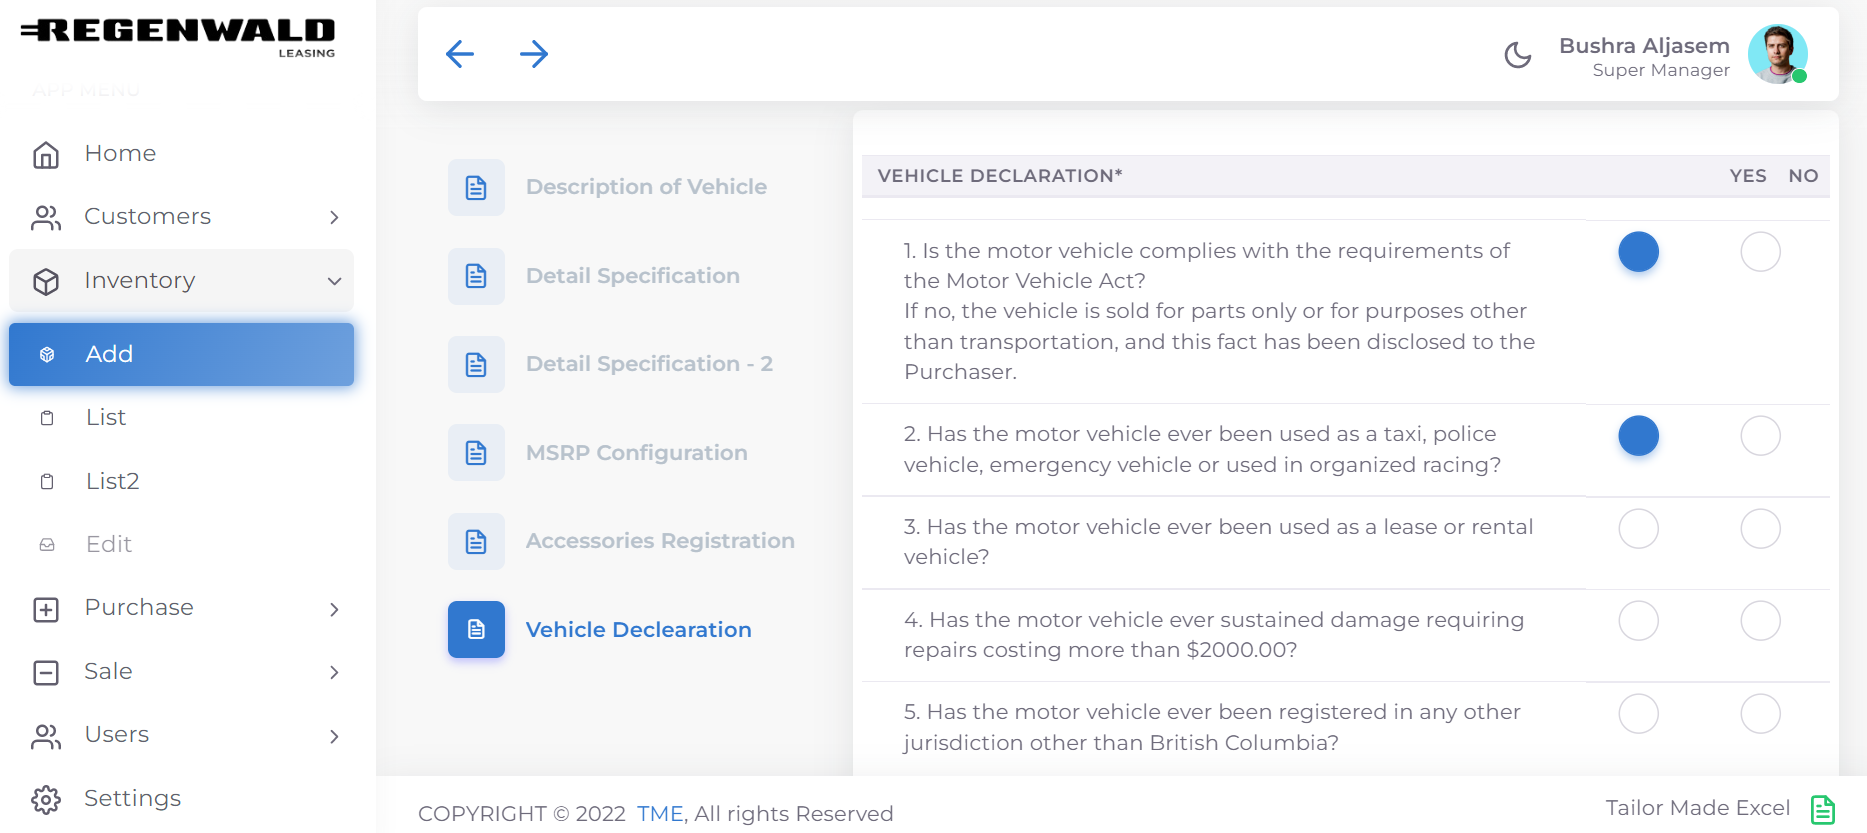 REGENWALD
LEASING
APP MENU
Home
Customers
Inventory
Add
List
List2
Edit
Purchase
Sale
Users
Settings
Bushra Aljasem
Super Manager
Description of Vehicle
Detail Specification
Detail Specification - 2
MSRP Configuration
Accessories Registration
Vehicle Declearation
VEHICLE DECLARATION* YES NO
1. Is the motor vehicle complies with the requirements of
the Motor Vehicle Act?
If no, the vehicle is sold for parts only or for purposes other
than transportation, and this fact has been disclosed to the
Purchaser.
2. Has the motor vehicle ever been used as a taxi, police
vehicle, emergency vehicle or used in organized racing?
3. Has the motor vehicle ever been used as a lease or rental
vehicle?
4. Has the motor vehicle ever sustained damage requiring
repairs costing more than $2000.00?
5. Has the motor vehicle ever been registered in any other
jurisdiction other than British Columbia?
COPYRIGHT © 2022 TME, All rights Reserved
Tailor Made Excel